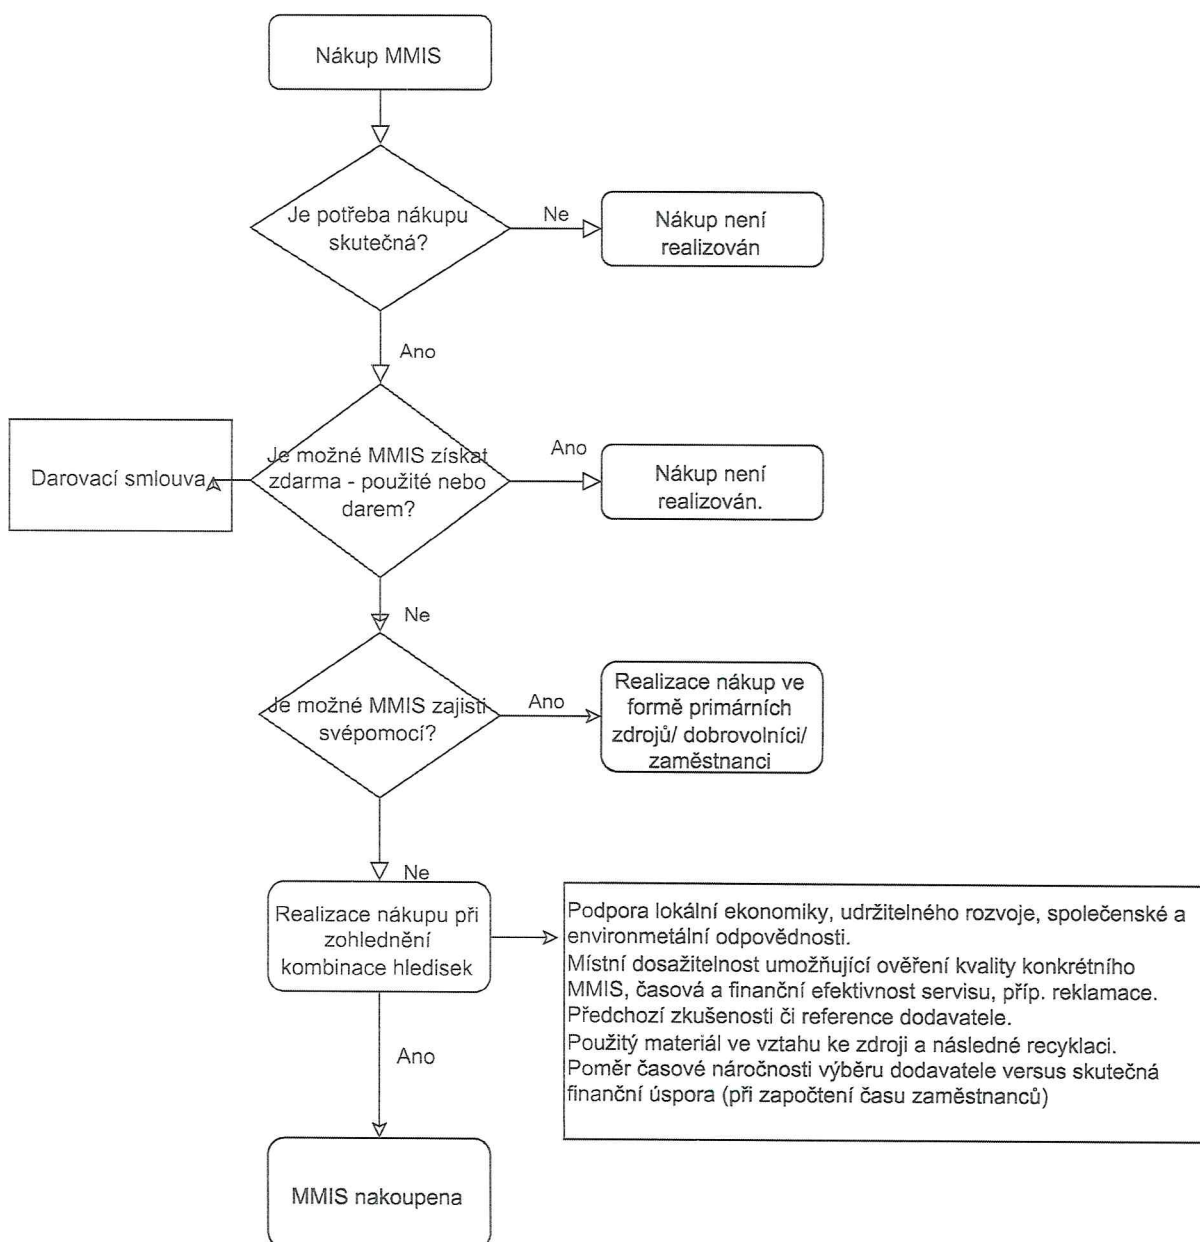 Nákup MMIS
Je potřeba nákupu
skutečná?
Ne
Nákup není
realizován
Ano
Darovací smlouva
Je možné MMIS získat
zdarma - použité nebo
darem?
Ano
Nákup není
realizován.
Ne
Je možné MMIS zajisti
svépomocí?
Ano
Realizace nákup ve
formě primárních
zdrojů/ dobrovolníci/
zaměstnanci
Ne
Realizace nákupu při
zohlednění
kombinace hledisek
Podpora lokální ekonomiky, udržitelného rozvoje, společenské a
environmetální odpovědnosti.
Místní dosažitelnost umožňující ověření kvality konkrétního
MMIS, časová a finanční efektivnost servisu, příp. reklamace.
Předchozí zkušenosti či reference dodavatele.
Použitý materiál ve vztahu ke zdroji a následné recyklaci.
Poměr časové náročnosti výběru dodavatele versus skutečná
finanční úspora (při započtení času zaměstnanců)
Ano
MMIS nakoupena